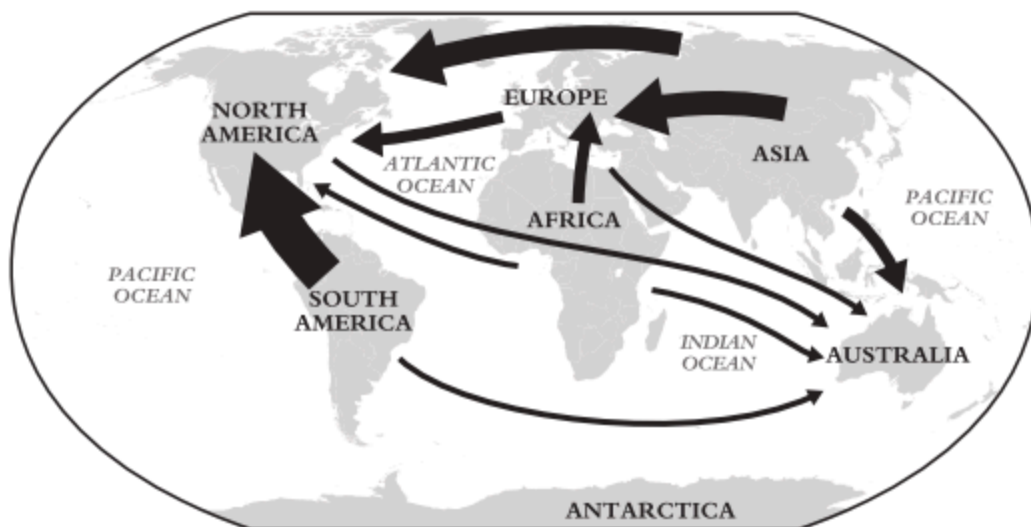 EUROPE
NORTH
AMERICA
ASIA
ATLANTIC
OCEAN
PACIFIC
OCEAN
AFRICA
PACIFIC
OCEAN
SOUTH
AMERICA
INDIAN
OCEAN
AUSTRALIA
ANTARCTICA